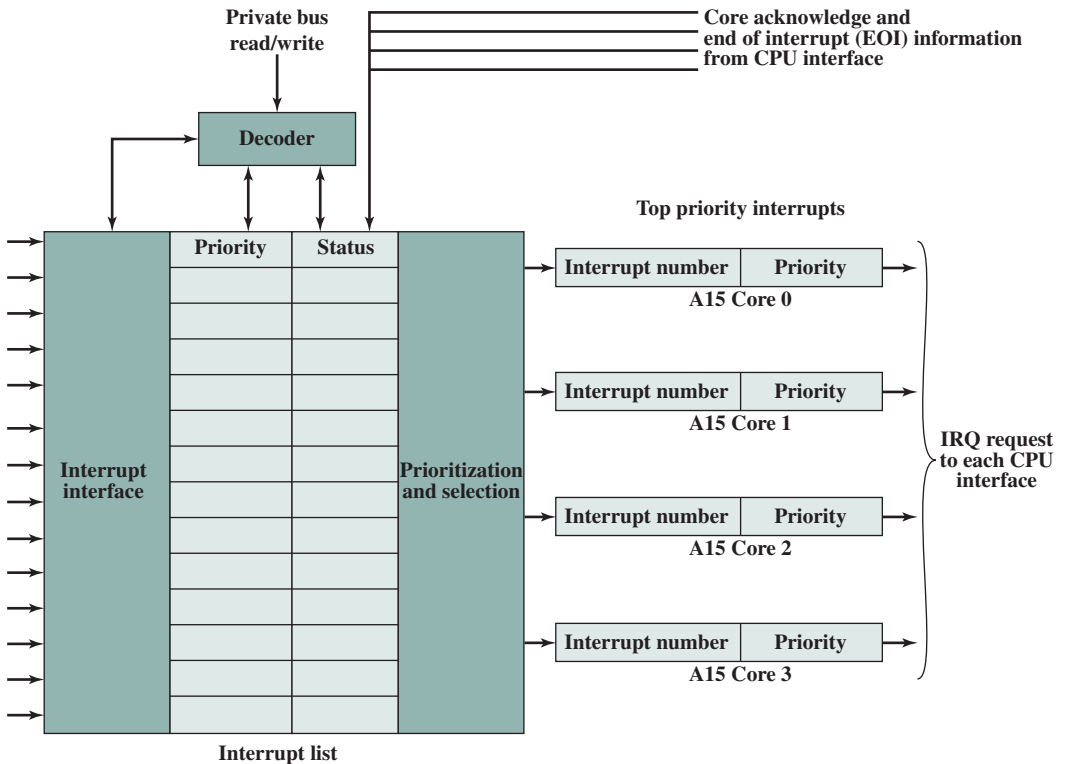 Private bus
read/write
Core acknowledge and
end of interrupt (EOI) information
from CPU interface
Decoder
Top priority interrupts
Priority
Status
Interrupt number
Priority
A15 Core 0
Interrupt number
Priority
A15 Core 1
Interrupt
interface
Prioritization
and selection
IRQ request
to each CPU
interface
Interrupt number
Priority
A15 Core 2
Interrupt number
Priority
A15 Core 3
Interrupt list